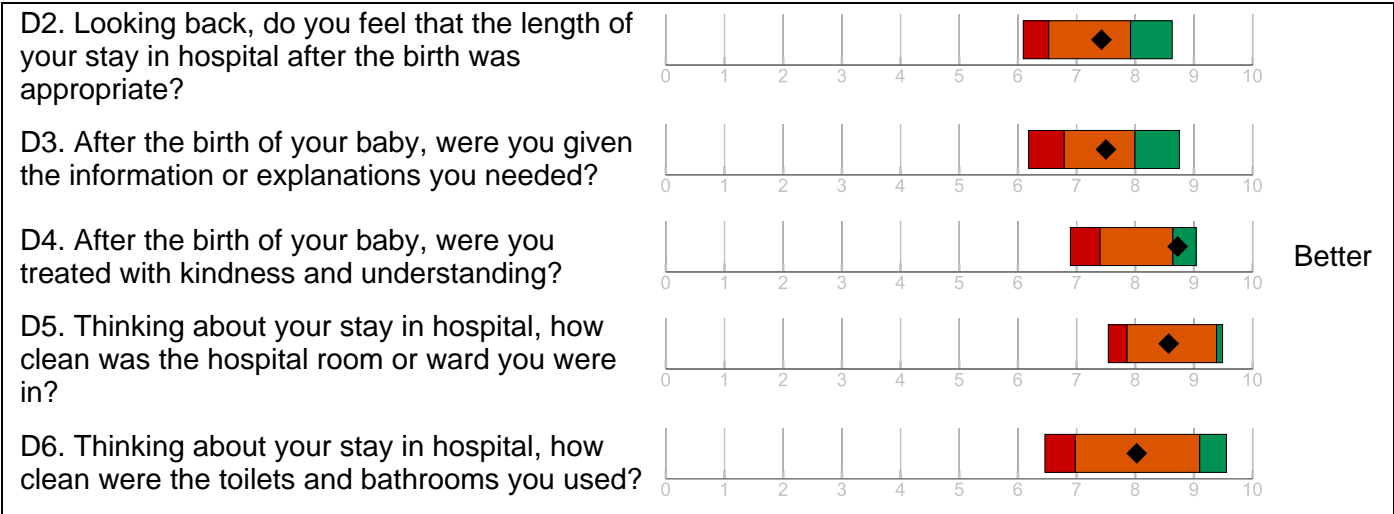 D2. Looking back, do you feel that the length of
your stay in hospital after the birth was
appropriate?
0 1 2 3 4 5 6 7 8 9 10
D3. After the birth of your baby, were you given
the information or explanations you needed?
0 1 2 3 4 5 6 7 8 9 10
D4. After the birth of your baby, were you
treated with kindness and understanding?
0 1 2 3 4 5 6 7 8 9 10
Better
D5. Thinking about your stay in hospital, how
clean was the hospital room or ward you were
in?
0 1 2 3 4 5 6 7 8 9 10
D6. Thinking about your stay in hospital, how
clean were the toilets and bathrooms you used?
0 1 2 3 4 5 6 7 8 9 10